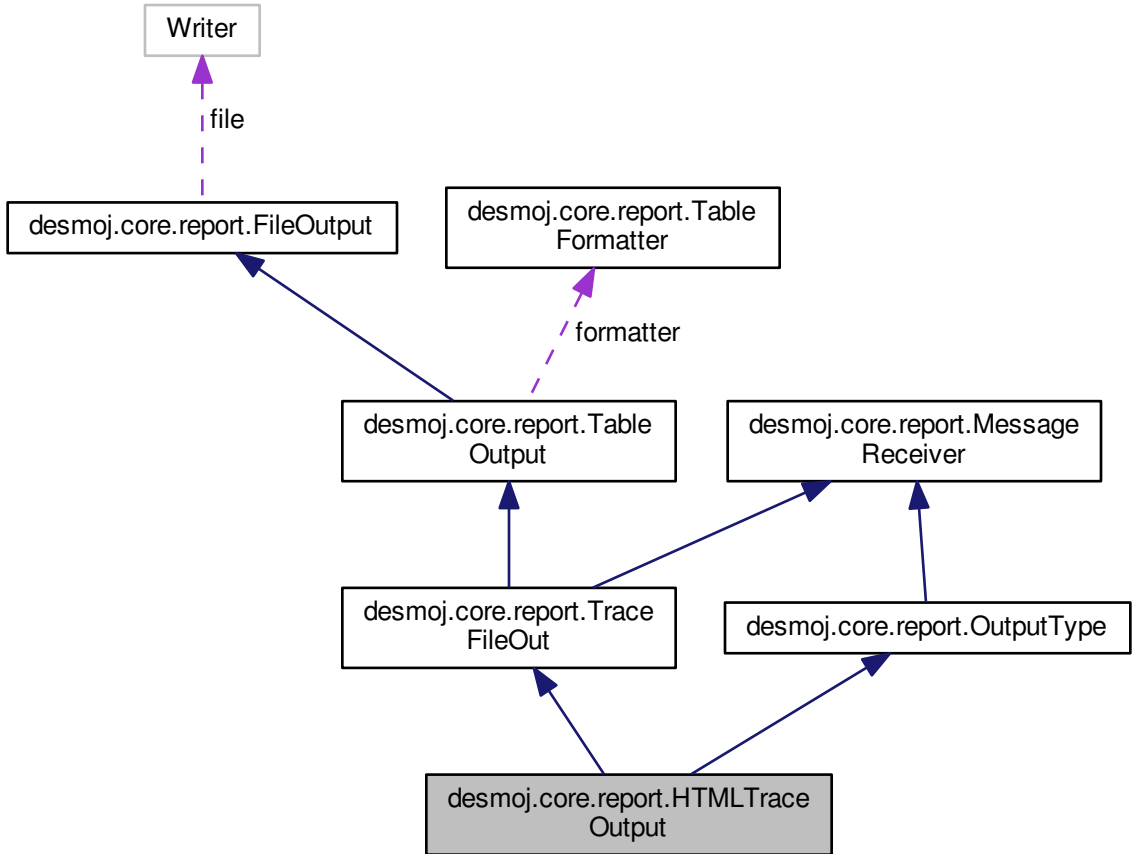 Writer
file
desmoj.core.report.FileOutput
desmoj.core.report.Table
Formatter
formatter
desmoj.core.report.Table
Output
desmoj.core.report.Message
Receiver
desmoj.core.report.Trace
FileOut
desmoj.core.report.OutputType
desmoj.core.report.HTMLTrace
Output